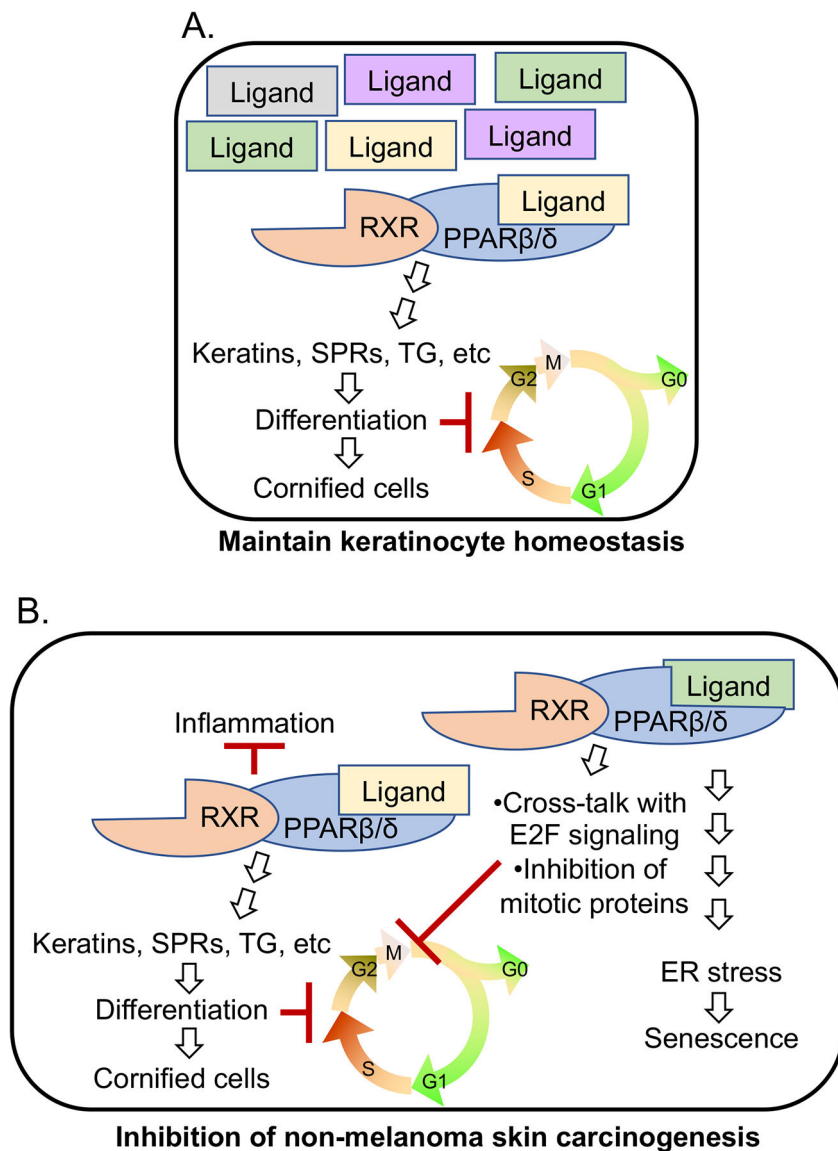 A.
Ligand
Ligand
Ligand
Ligand
Ligand
Ligand
Ligand
RXR
PPARβ/δ
Keratins, SPRs, TG, etc
Differentiation
Cornified cells
G2
M
G0
S
G1
Maintain keratinocyte homeostasis
B.
Inflammation
RXR
PPARβ/δ
Ligand
Keratins, SPRs, TG, etc
Differentiation
Cornified cells
G2
M
G0
S
G1
RXR
PPARβ/δ
Ligand
•Cross-talk with
E2F signaling
•Inhibition of
mitotic proteins
ER stress
Senescence
Inhibition of non-melanoma skin carcinogenesis